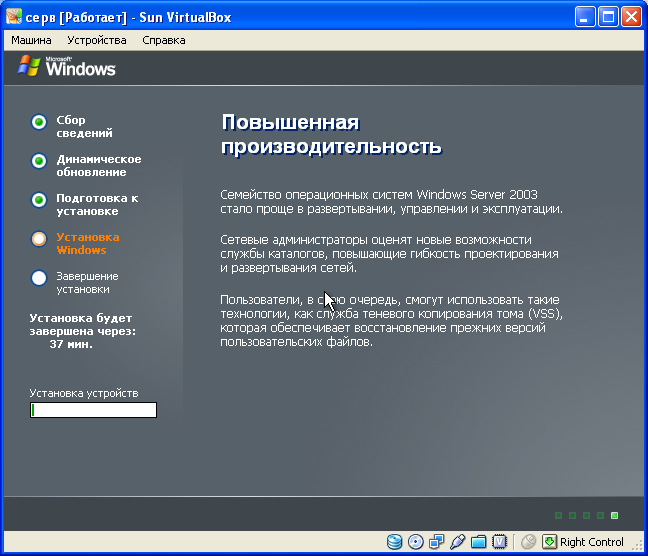 серв [Работает] - Sun VirtualBox
Машина Устройства Справка
Microsoft
Windows
Сбор
сведений
Динамическое
обновление
Подготовка к
установке
Установка
Windows
Завершение
установки
Установка будет
завершена через:
37 мин.
Установка устройств
Повышенная
производительность
Семейство операционных систем Windows Server 2003
стало проще в развертывании, управлении и эксплуатации.
Сетевые администраторы оценят новые возможности
службы каталогов, повышающие гибкость проектирования
и развертывания сетей.
Пользователи, в свою очередь, смогут использовать такие
технологии, как служба теневого копирования тома (VSS),
которая обеспечивает восстановление прежних версий
пользовательских файлов.
Right Control